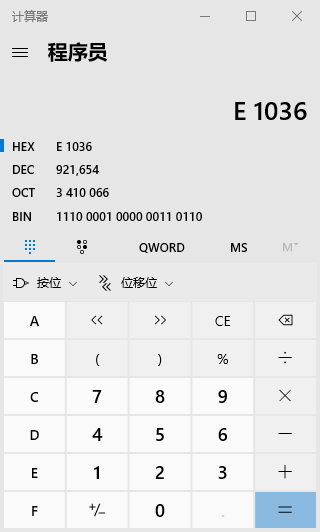 计算器
程序员
E 1036
HEX E 1036
DEC 921,654
OCT 3 410 066
BIN 1110 0001 0000 0011 0110
QWORD MS M˅
按位 位移位
A << >> CE
B ( ) % ÷
C 7 8 9 ×
D 4 5 6 −
E 1 2 3 +
F +/− 0 . =